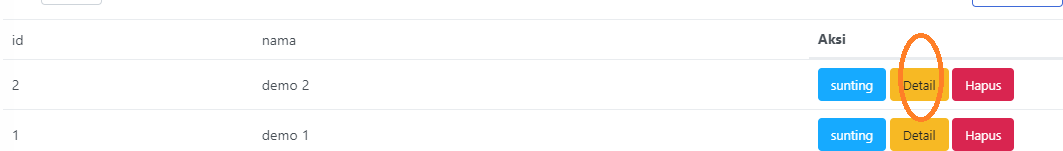 id nama Aksi
2 demo 2 sunting Detail Hapus
1 demo 1 sunting Detail Hapus